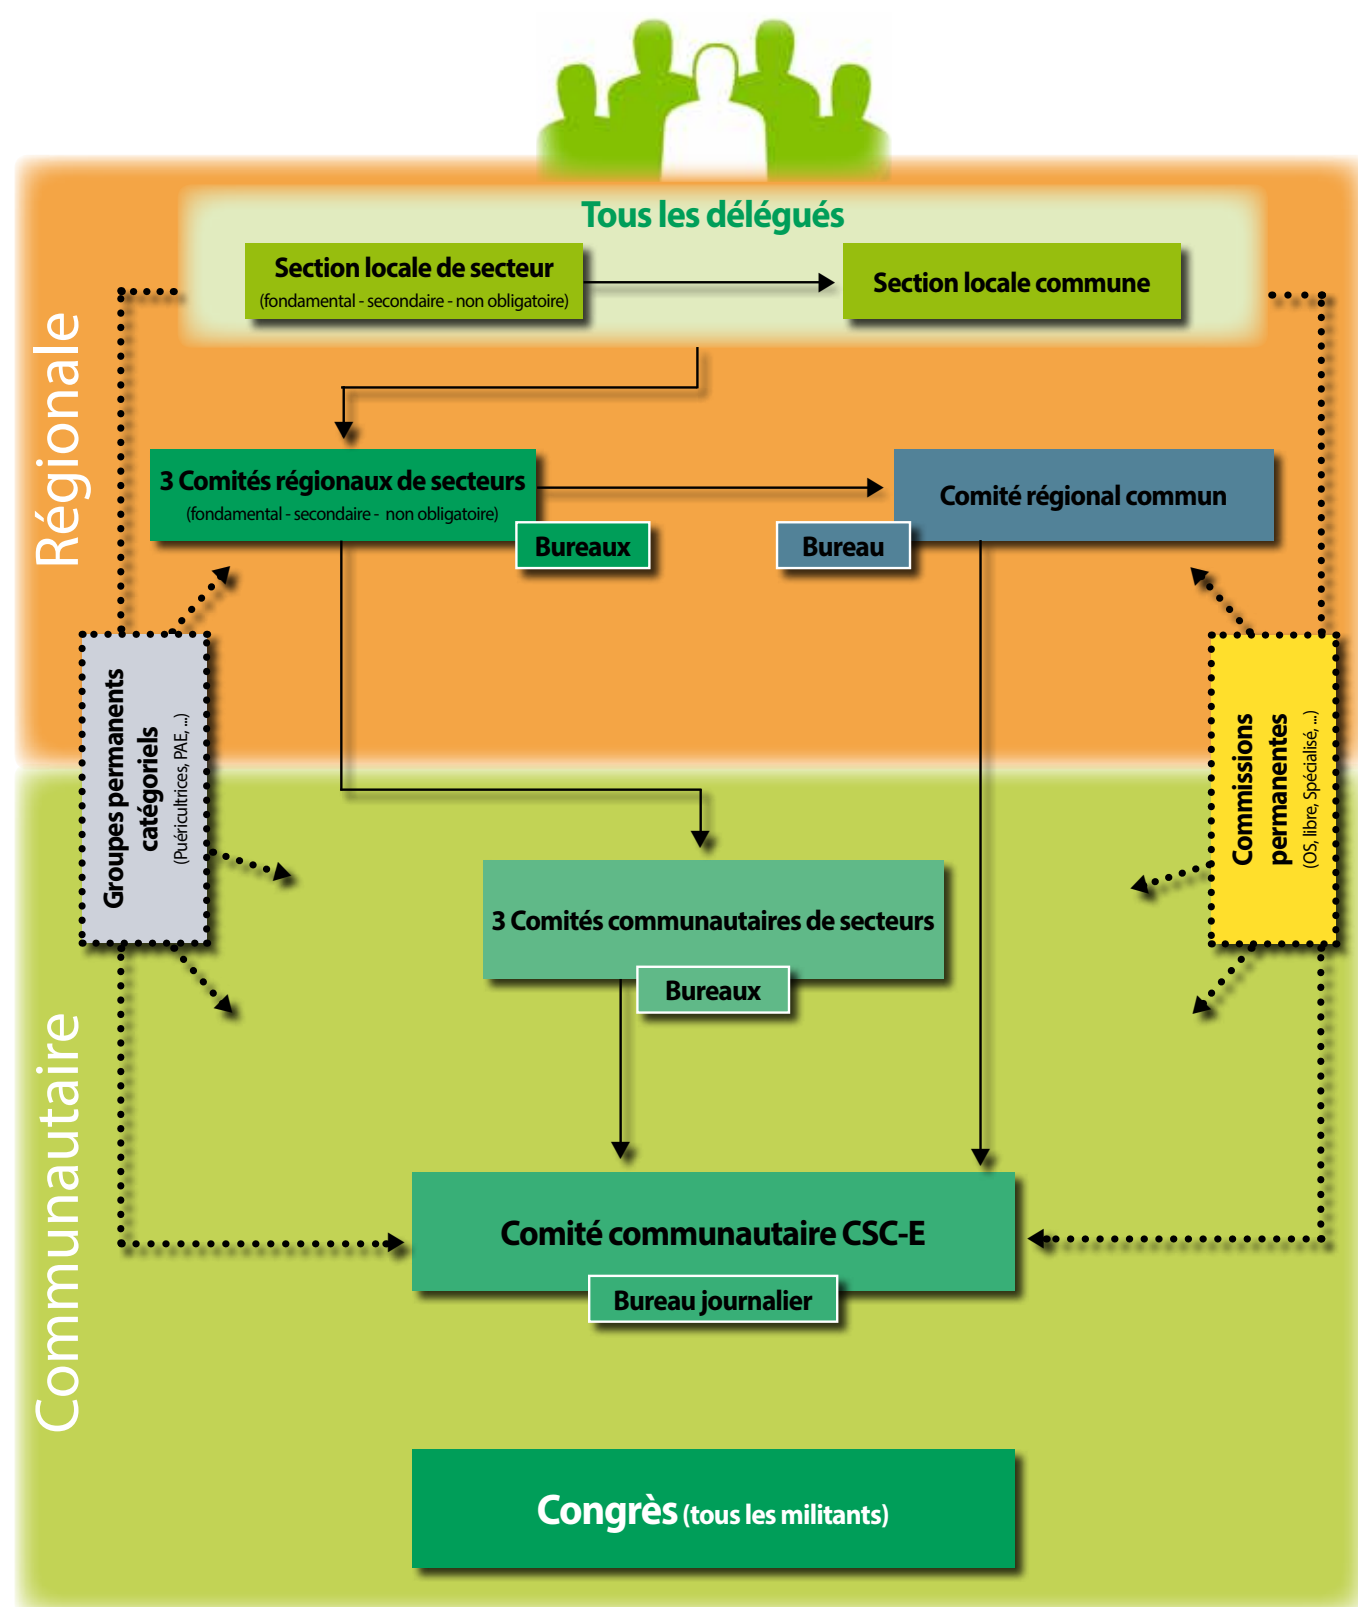 Tous les délégués
Section locale de secteur
(fondamental - secondaire - non obligatoire)
Section locale commune
Régionale
3 Comités régionaux de secteurs
(fondamental - secondaire - non obligatoire)
Bureaux
Comité régional commun
Bureau
Groupes permanents
catégoriels
(Puéricultrices, PAE, ...)
Commissions
permanentes
(OS, libre, Spécialisé, ...)
Communautaire
3 Comités communautaires de secteurs
Bureaux
Comité communautaire CSC-E
Bureau journalier
Congrès (tous les militants)